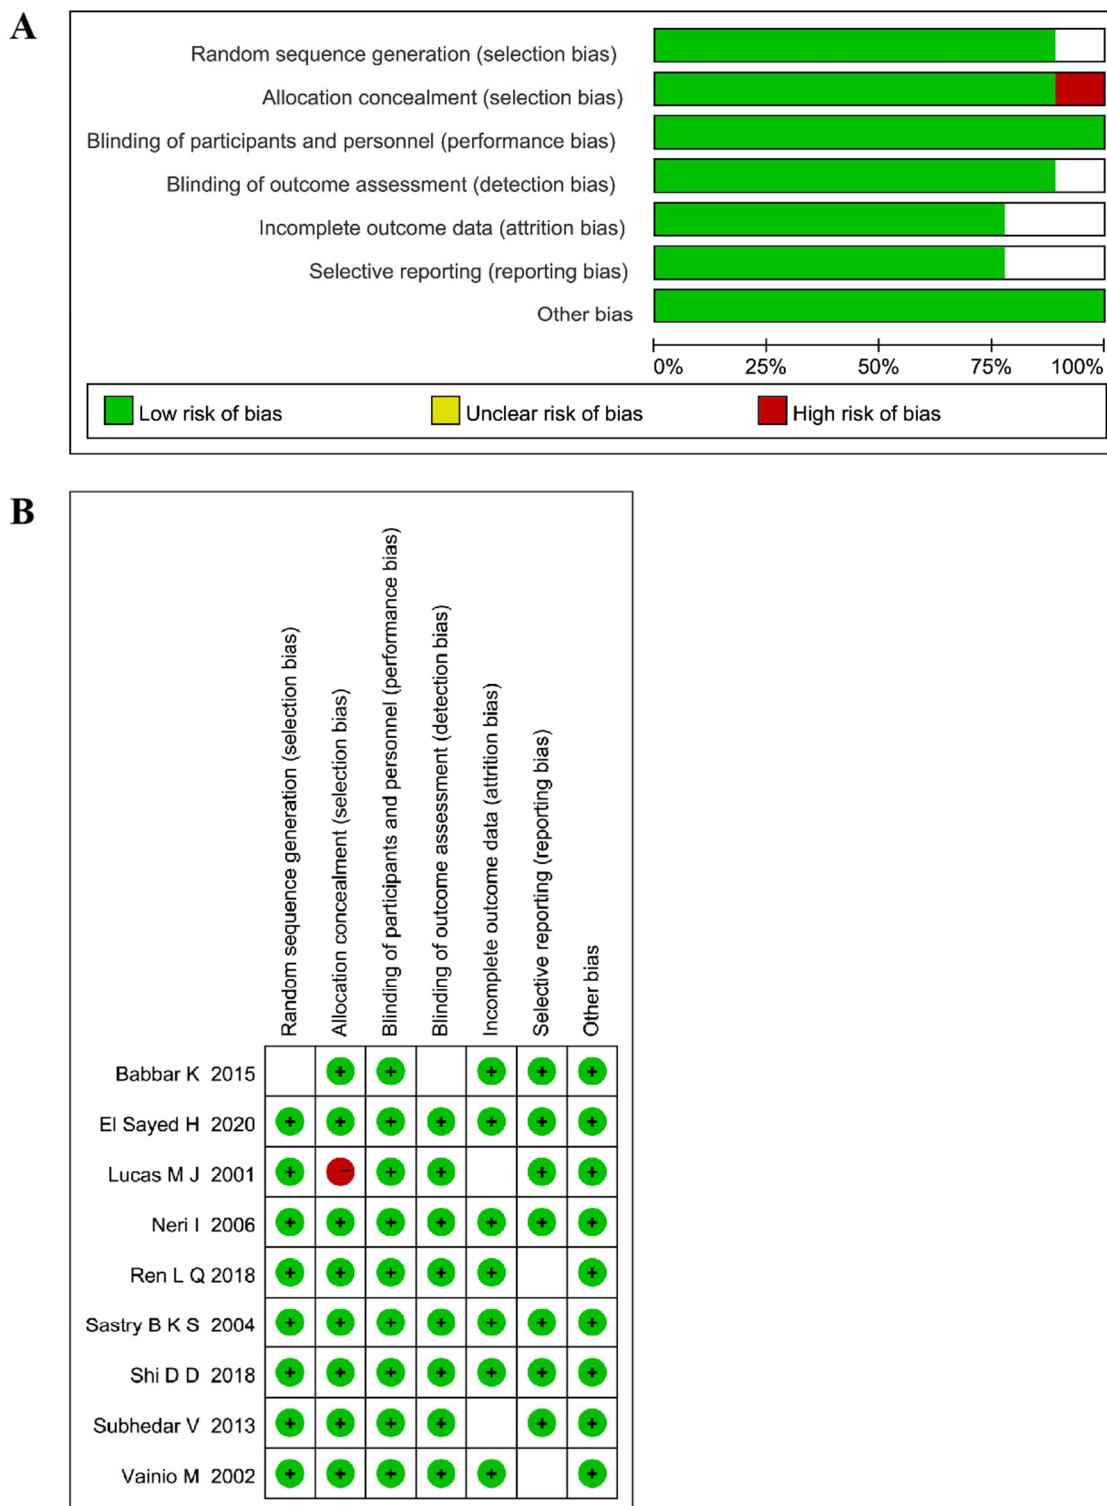 A
Random sequence generation (selection bias)
Allocation concealment (selection bias)
Blinding of participants and personnel (performance bias)
Blinding of outcome assessment (detection bias)
Incomplete outcome data (attrition bias)
Selective reporting (reporting bias)
Other bias
0% 25% 50% 75% 100%
Low risk of bias Unclear risk of bias High risk of bias
B
Random sequence generation (selection bias)
Allocation concealment (selection bias)
Blinding of participants and personnel (performance bias)
Blinding of outcome assessment (detection bias)
Incomplete outcome data (attrition bias)
Selective reporting (reporting bias)
Other bias
Babbar K 2015 + + + + +
El Sayed H 2020 + + + + + + +
Lucas M J 2001 + - + + + +
Neri I 2006 + + + + + + +
Ren L Q 2018 + + + + + +
Sastry B K S 2004 + + + + + + +
Shi D D 2018 + + + + + + +
Subhedar V 2013 + + + + + +
Vainio M 2002 + + + + + +